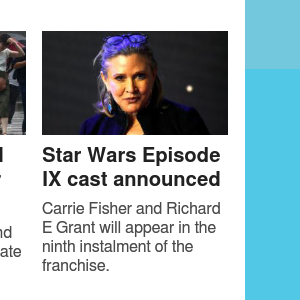 Star Wars Episode
IX cast announced
Carrie Fisher and Richard
E Grant will appear in the
ninth instalment of the
franchise.